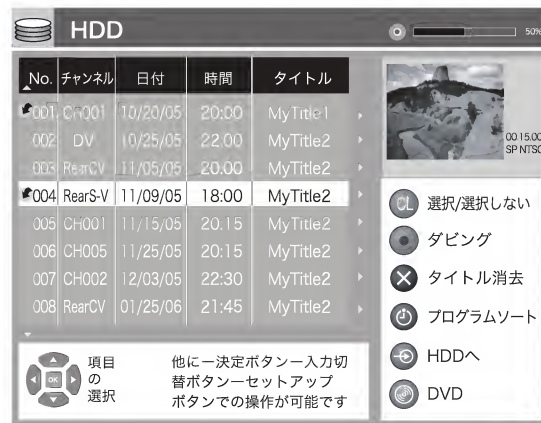 HDD
50%
No. チャンネル 日付 時間 タイトル
001 CH001 10/20/05 20:00 MyTitle1
002 DV 10/25/05 22:00 MyTitle2
003 RearCV 11/05/05 20:00 MyTitle2
004 RearS-V 11/09/05 18:00 MyTitle2
005 CH001 11/15/05 20:15 MyTitle2
006 CH005 11/25/05 20:15 MyTitle2
007 CH002 12/03/05 22:30 MyTitle2
008 RearCV 01/25/06 21:45 MyTitle2
00:15:00
SP NTSC
CL 選択/選択しない
ダビング
タイトル消去
プログラムソート
HDDへ
DVD
OK
項目
の
選択
他にー決定ボタンー入力切
替ボタンーセットアップ
ボタンでの操作が可能です